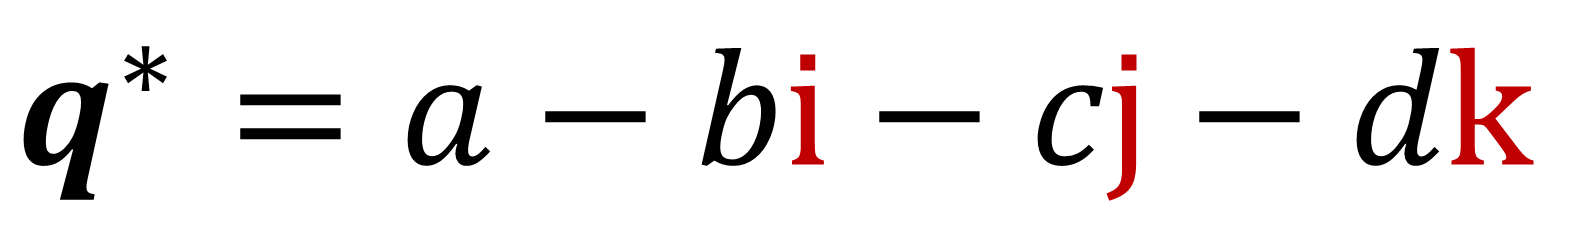 q* = a − bi − cj − dk